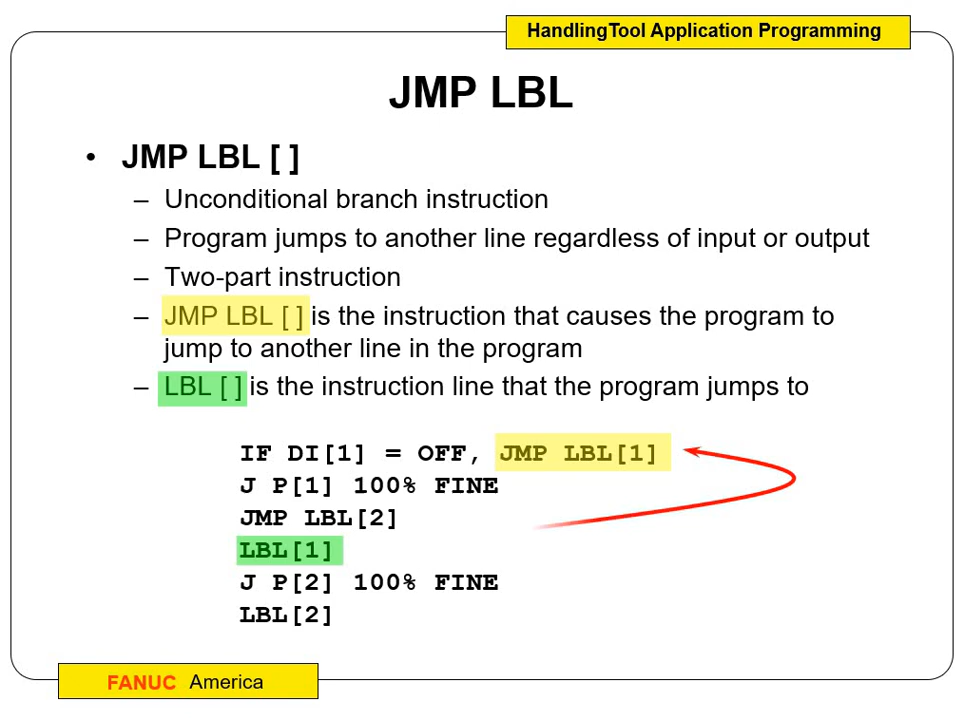 HandlingTool Application Programming
JMP LBL
• JMP LBL [ ]
– Unconditional branch instruction
– Program jumps to another line regardless of input or output
– Two-part instruction
– JMP LBL [ ] is the instruction that causes the program to
jump to another line in the program
– LBL [ ] is the instruction line that the program jumps to
IF DI[1] = OFF, JMP LBL[1]
J P[1] 100% FINE
JMP LBL[2]
LBL[1]
J P[2] 100% FINE
LBL[2]
FANUC America